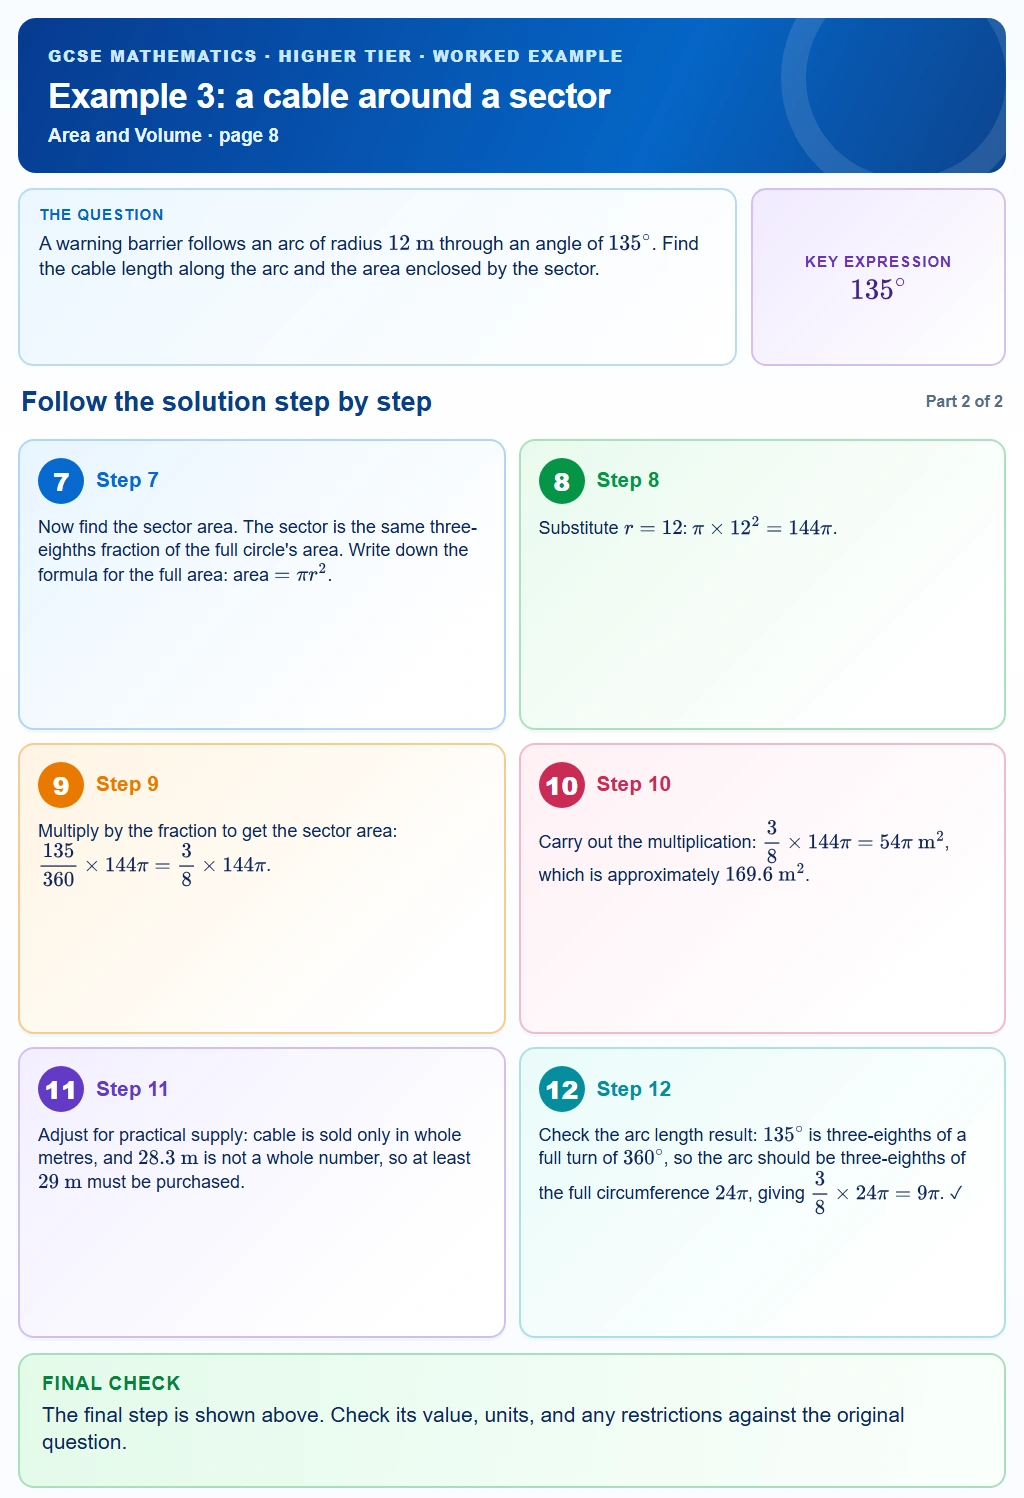 GCSE MATHEMATICS · HIGHER TIER · WORKED EXAMPLE
Example 3: a cable around a sector
Area and Volume · page 8
THE QUESTION
A warning barrier follows an arc of radius 12 m through an angle of 135°. Find
the cable length along the arc and the area enclosed by the sector.
KEY EXPRESSION
135°
Follow the solution step by step
Part 2 of 2
7 Step 7
Now find the sector area. The sector is the same three-
eighths fraction of the full circle's area. Write down the
formula for the full area: area = πr².
8 Step 8
Substitute r = 12: π × 12² = 144π.
9 Step 9
Multiply by the fraction to get the sector area:
135/360 × 144π = 3/8 × 144π.
10 Step 10
Carry out the multiplication: 3/8 × 144π = 54π m²,
which is approximately 169.6 m².
11 Step 11
Adjust for practical supply: cable is sold only in whole
metres, and 28.3 m is not a whole number, so at least
29 m must be purchased.
12 Step 12
Check the arc length result: 135° is three-eighths of a
full turn of 360°, so the arc should be three-eighths of
the full circumference 24π, giving 3/8 × 24π = 9π. ✓
FINAL CHECK
The final step is shown above. Check its value, units, and any restrictions against the original
question.